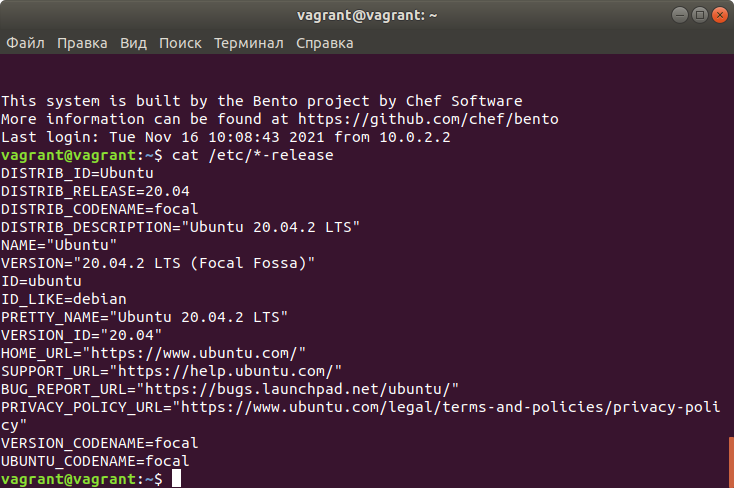 vagrant@vagrant: ~
Файл Правка Вид Поиск Терминал Справка
This system is built by the Bento project by Chef Software
More information can be found at https://github.com/chef/bento
Last login: Tue Nov 16 10:08:43 2021 from 10.0.2.2
vagrant@vagrant:~$ cat /etc/*-release
DISTRIB_ID=Ubuntu
DISTRIB_RELEASE=20.04
DISTRIB_CODENAME=focal
DISTRIB_DESCRIPTION="Ubuntu 20.04.2 LTS"
NAME="Ubuntu"
VERSION="20.04.2 LTS (Focal Fossa)"
ID=ubuntu
ID_LIKE=debian
PRETTY_NAME="Ubuntu 20.04.2 LTS"
VERSION_ID="20.04"
HOME_URL="https://www.ubuntu.com/"
SUPPORT_URL="https://help.ubuntu.com/"
BUG_REPORT_URL="https://bugs.launchpad.net/ubuntu/"
PRIVACY_POLICY_URL="https://www.ubuntu.com/legal/terms-and-policies/privacy-poli
cy"
VERSION_CODENAME=focal
UBUNTU_CODENAME=focal
vagrant@vagrant:~$